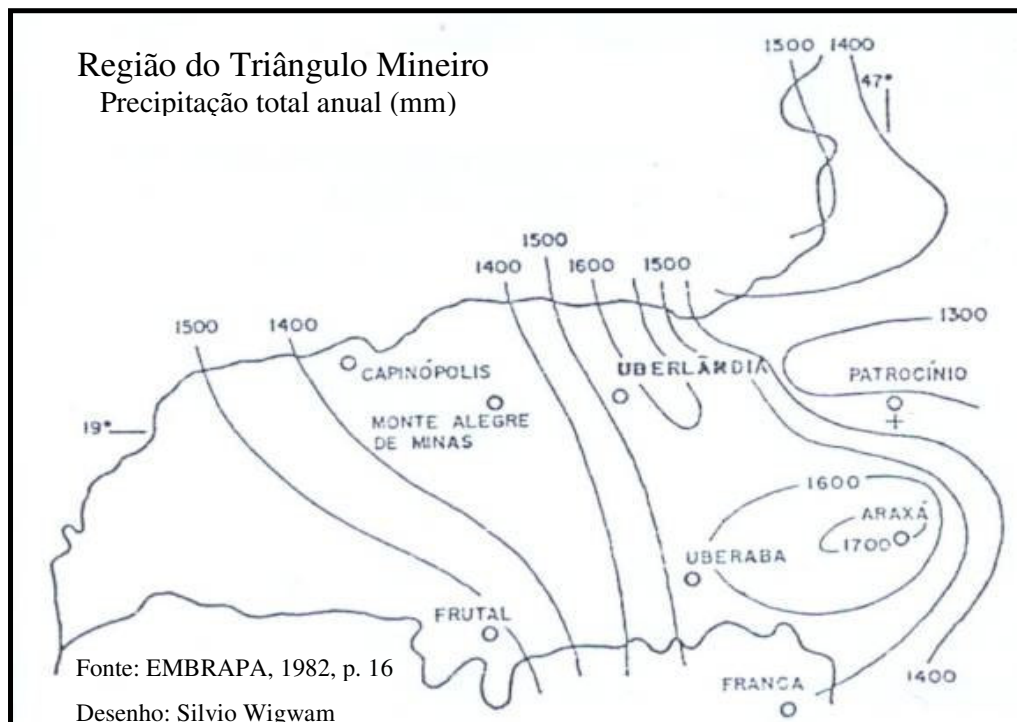 Região do Triângulo Mineiro
Precipitação total anual (mm)
1500 1400
47°
1500
1400
1600
1500
1500
1400
1300
CAPINÓPOLIS
UBERLÂNDIA
PATROCÍNIO
MONTE ALEGRE
DE MINAS
19°
1600
ARAXÁ
1700
UBERABA
FRUTAL
1400
FRANCA
Fonte: EMBRAPA, 1982, p. 16
Desenho: Silvio Wigwam